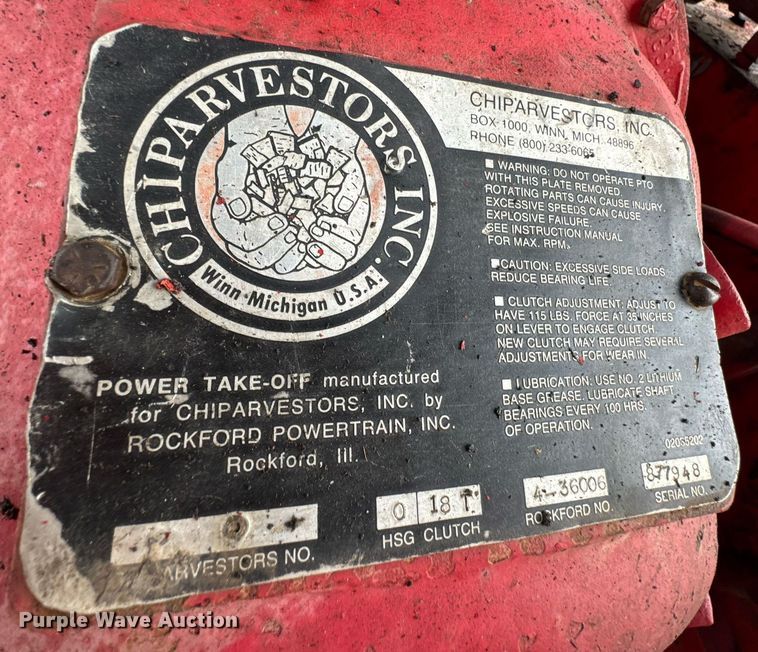 CHIPARVESTORS INC.
Winn Michigan U.S.A.
CHIPARVESTORS, INC.
BOX 1000, WINN, MICH. 48896
PHONE (800) 233-6065
■ WARNING: DO NOT OPERATE PTO
WITH THIS PLATE REMOVED
ROTATING PARTS CAN CAUSE INJURY.
EXCESSIVE SPEEDS CAN CAUSE
EXPLOSIVE FAILURE.
SEE INSTRUCTION MANUAL
FOR MAX. RPM.
■ CAUTION: EXCESSIVE SIDE LOADS
REDUCE BEARING LIFE.
■ CLUTCH ADJUSTMENT: ADJUST TO
HAVE 115 LBS. FORCE AT 35 INCHES
ON LEVER TO ENGAGE CLUTCH.
NEW CLUTCH MAY REQUIRE SEVERAL
ADJUSTMENTS FOR WEAR IN.
■ LUBRICATION: USE NO. 2 LITHIUM
BASE GREASE. LUBRICATE SHAFT
BEARINGS EVERY 100 HRS.
OF OPERATION.
02055202
POWER TAKE-OFF manufactured
for CHIPARVESTORS, INC. by
ROCKFORD POWERTRAIN, INC.
Rockford, Ill.
ARVESTORS NO.
0 18 T
HSG CLUTCH
4-36006
ROCKFORD NO.
877948
SERIAL NO.
Purple Wave Auction